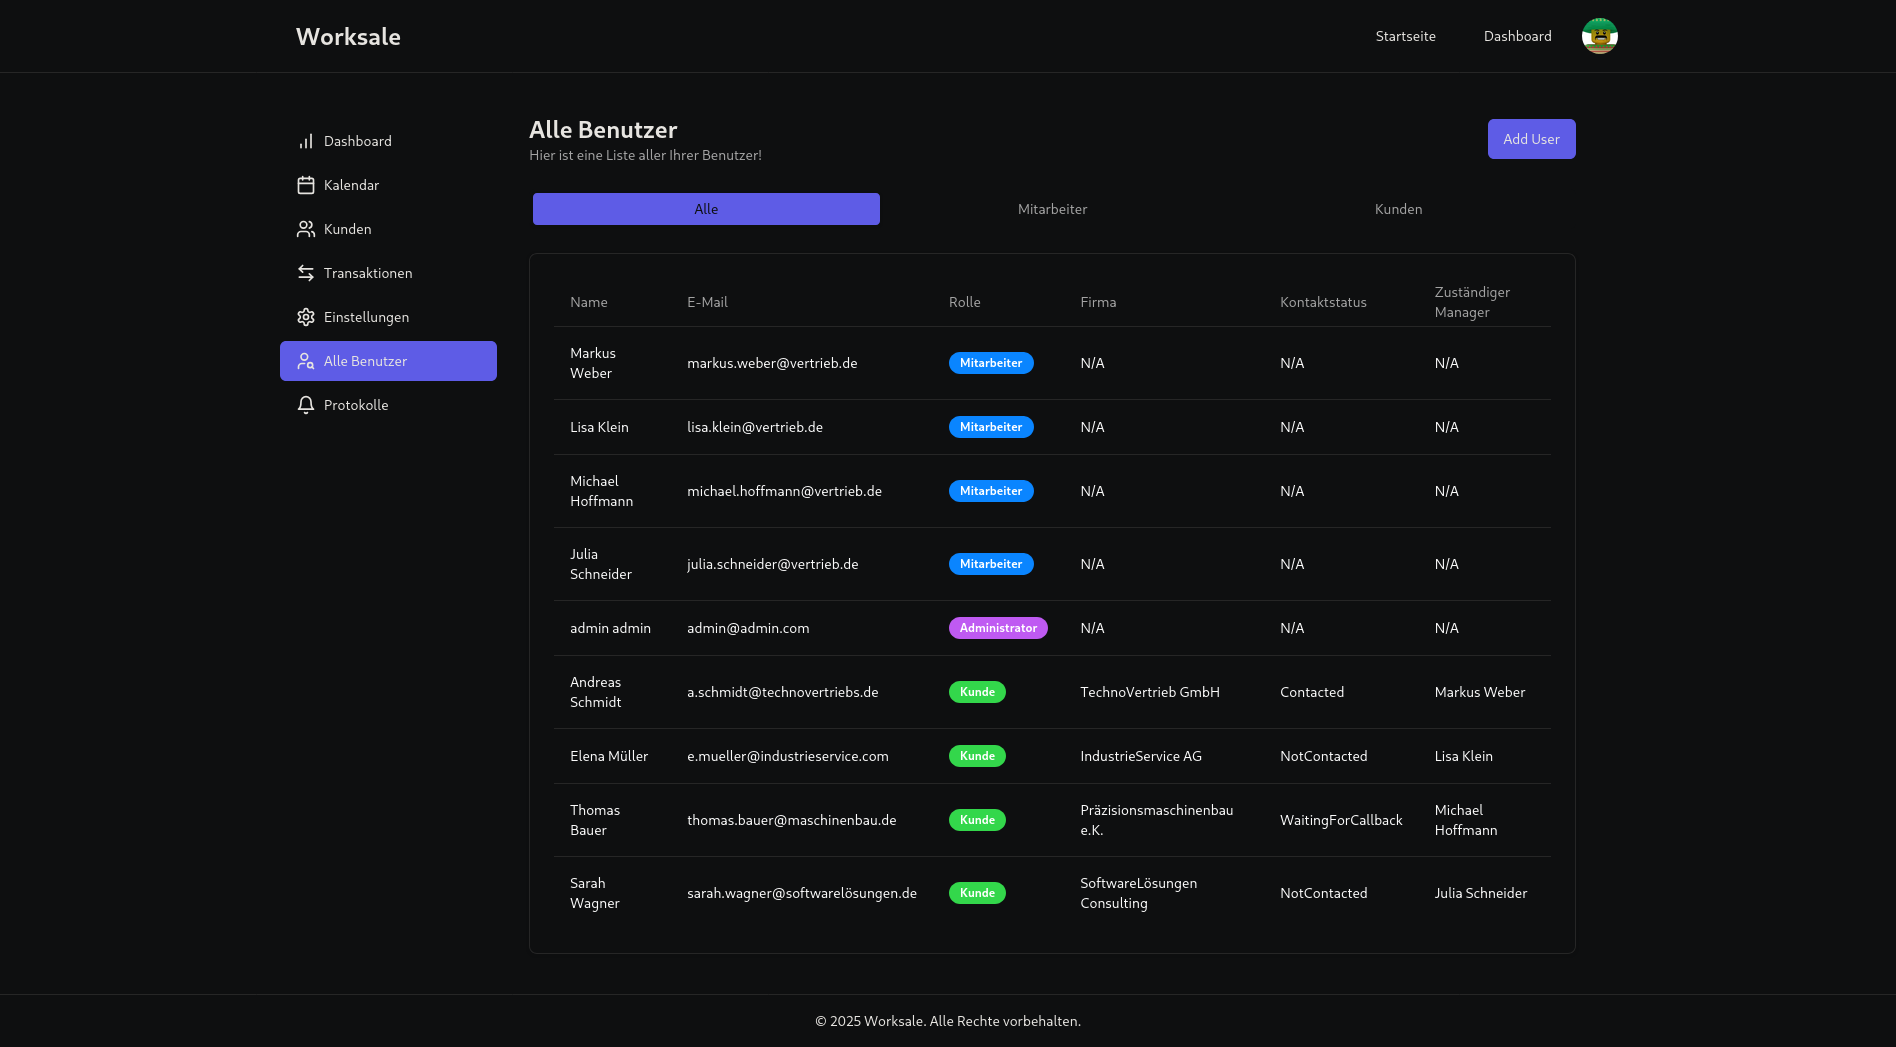 Worksale
Startseite
Dashboard
Dashboard
Kalendar
Kunden
Transaktionen
Einstellungen
Alle Benutzer
Protokolle
Alle Benutzer
Hier ist eine Liste aller Ihrer Benutzer!
Add User
Alle
Mitarbeiter
Kunden
Name
E-Mail
Rolle
Firma
Kontaktstatus
Zuständiger
Manager
Markus
Weber
markus.weber@vertrieb.de
Mitarbeiter
N/A
N/A
N/A
Lisa Klein
lisa.klein@vertrieb.de
Mitarbeiter
N/A
N/A
N/A
Michael
Hoffmann
michael.hoffmann@vertrieb.de
Mitarbeiter
N/A
N/A
N/A
Julia
Schneider
julia.schneider@vertrieb.de
Mitarbeiter
N/A
N/A
N/A
admin admin
admin@admin.com
Administrator
N/A
N/A
N/A
Andreas
Schmidt
a.schmidt@technovertriebs.de
Kunde
TechnoVertrieb GmbH
Contacted
Markus Weber
Elena Müller
e.mueller@industrieservice.com
Kunde
IndustrieService AG
NotContacted
Lisa Klein
Thomas
Bauer
thomas.bauer@maschinenbau.de
Kunde
Präzisionsmaschinenbau
e.K.
WaitingForCallback
Michael
Hoffmann
Sarah
Wagner
sarah.wagner@softwarelösungen.de
Kunde
SoftwareLösungen
Consulting
NotContacted
Julia Schneider
© 2025 Worksale. Alle Rechte vorbehalten.